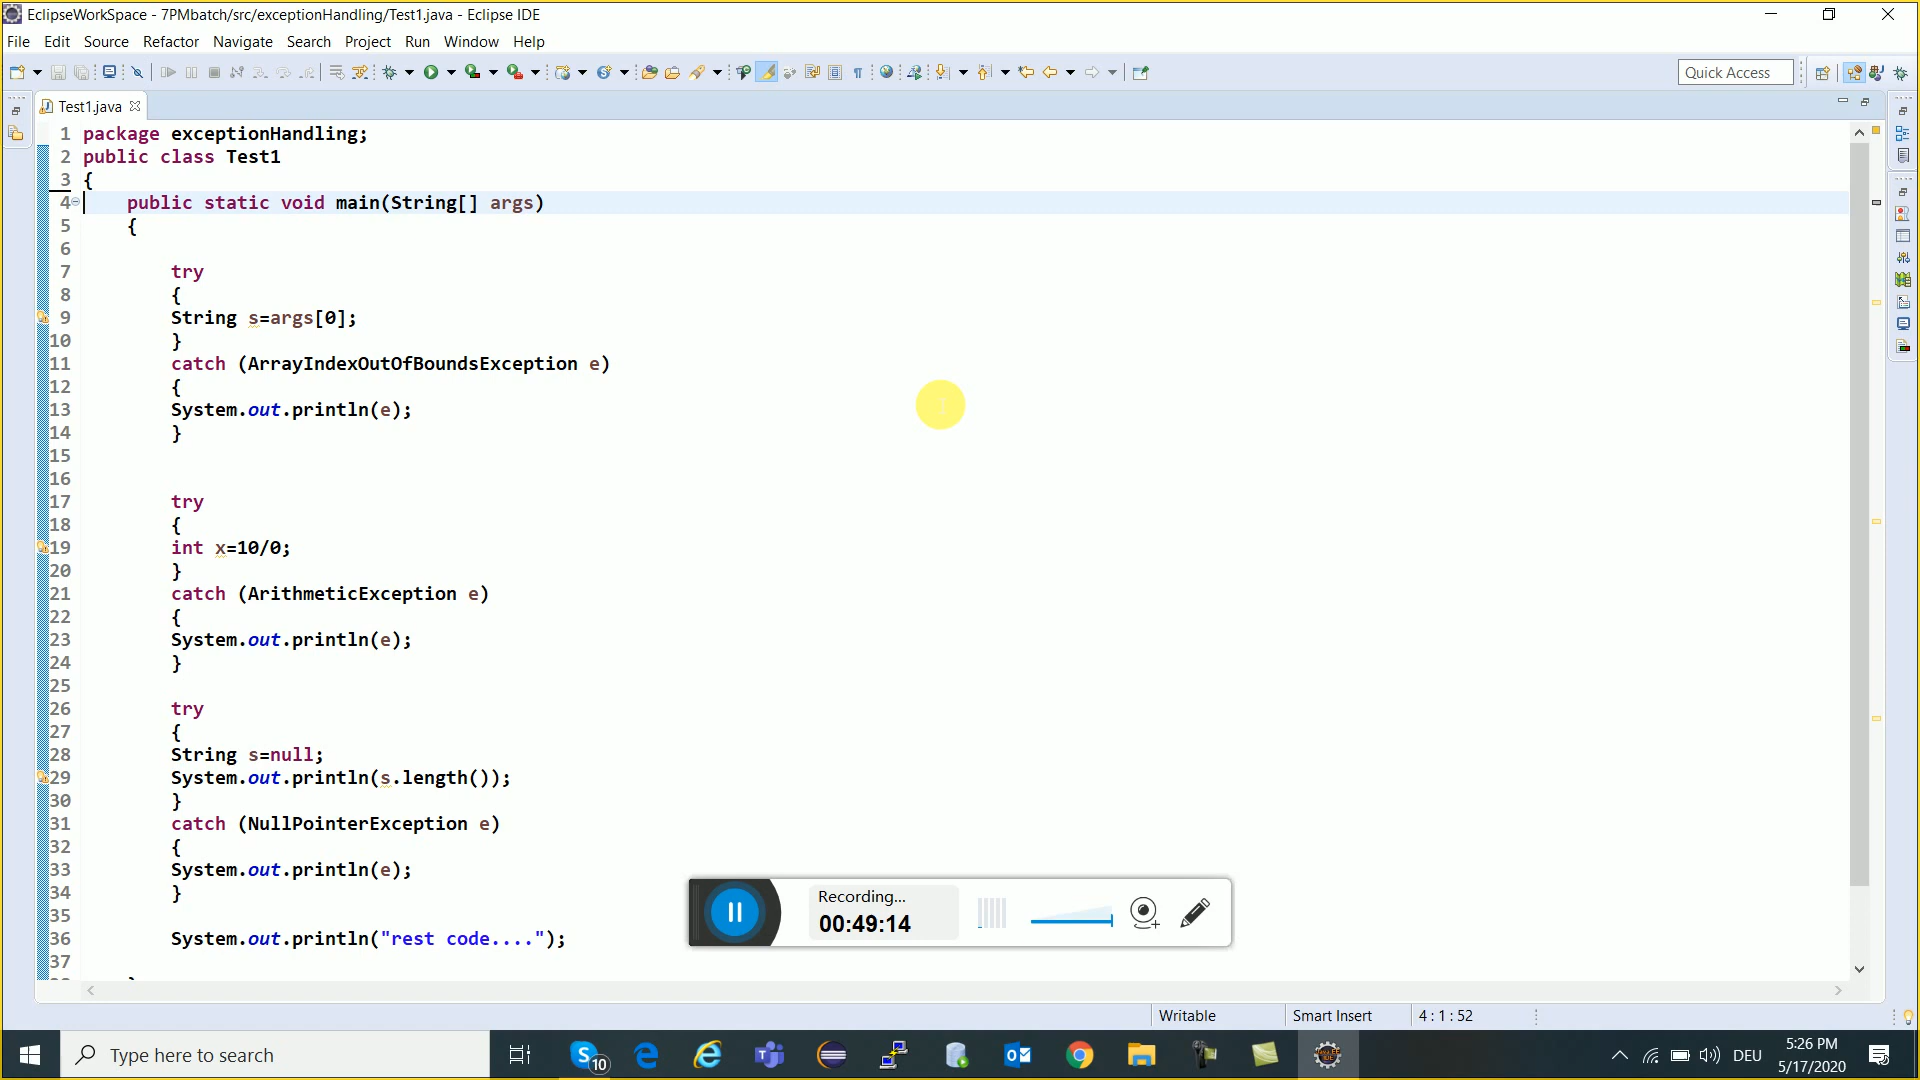 EclipseWorkSpace - 7PMbatch/src/exceptionHandling/Test1.java - Eclipse IDE
File Edit Source Refactor Navigate Search Project Run Window Help
Quick Access
Test1.java
1 package exceptionHandling;
2 public class Test1
3 {
4 public static void main(String[] args)
5 {
6
7 try
8 {
9 String s=args[0];
10 }
11 catch (ArrayIndexOutOfBoundsException e)
12 {
13 System.out.println(e);
14 }
15
16
17 try
18 {
19 int x=10/0;
20 }
21 catch (ArithmeticException e)
22 {
23 System.out.println(e);
24 }
25
26 try
27 {
28 String s=null;
29 System.out.println(s.length());
30 }
31 catch (NullPointerException e)
32 {
33 System.out.println(e);
34 }
35
36 System.out.println("rest code....");
37
Recording...
00:49:14
Writable Smart Insert 4 : 1 : 52
Type here to search
10
DEU
5:26 PM
5/17/2020